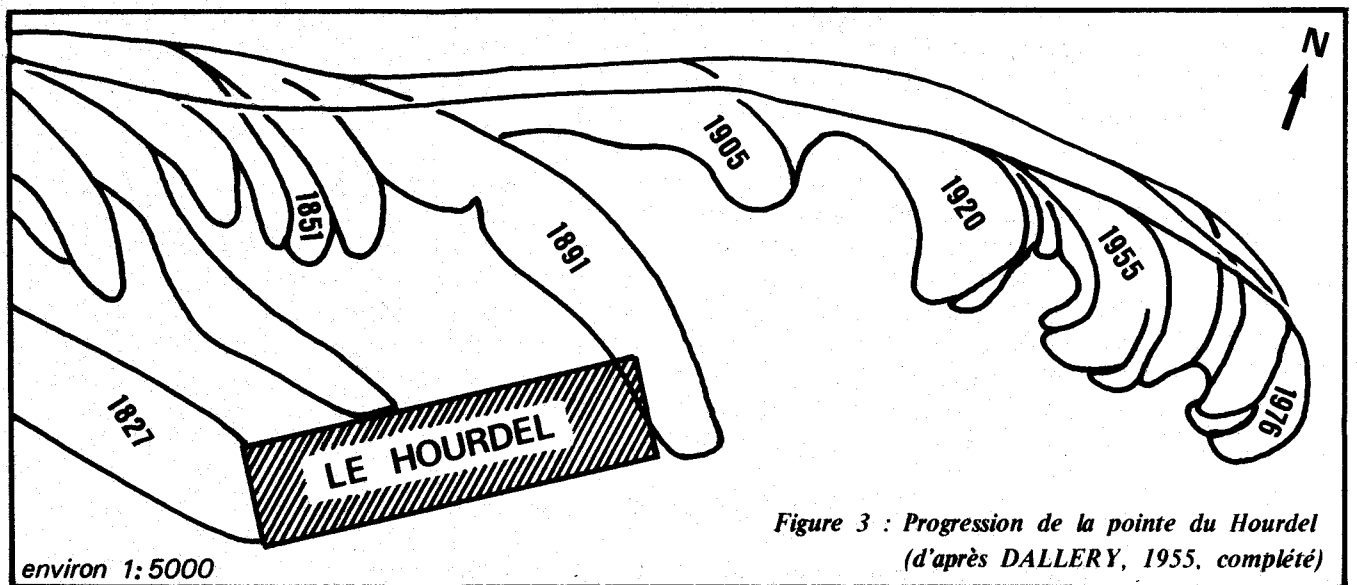 N
1905
1851
1920
1891
1955
1827
1976
LE HOURDEL
Figure 3 : Progression de la pointe du Hourdel
(d'après DALLERY, 1955, complété)
environ 1:5000